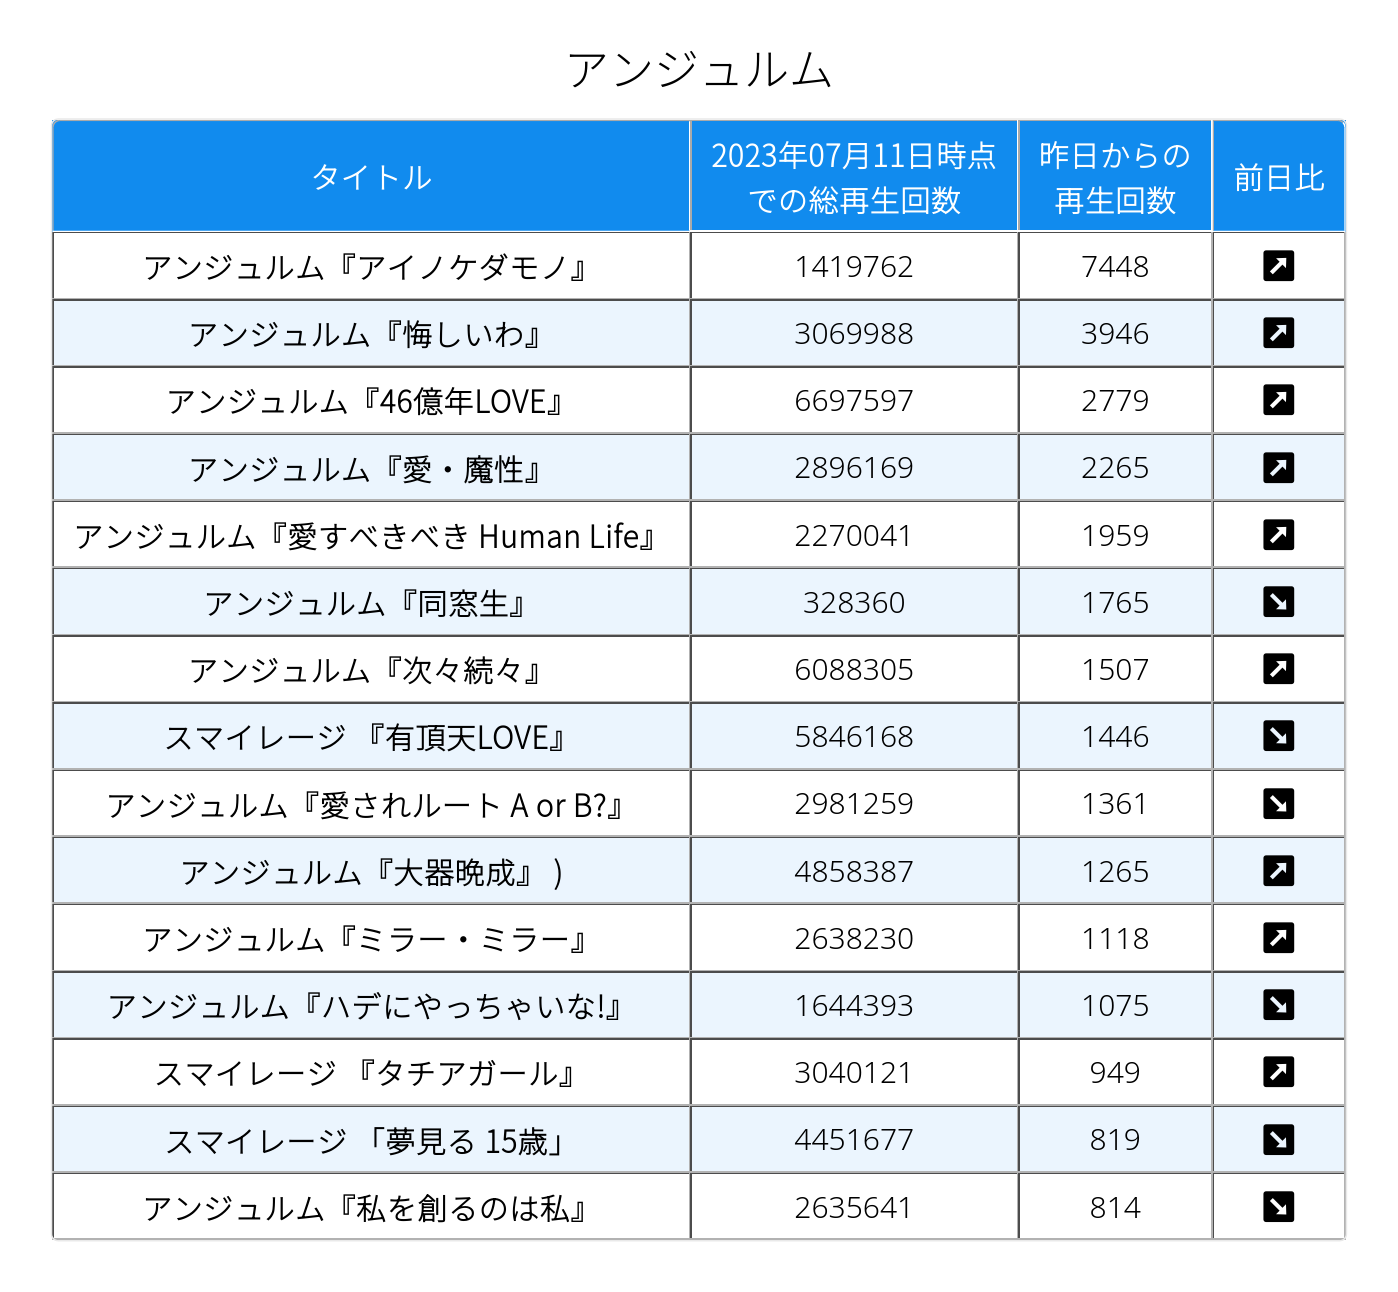 アンジュルム
タイトル 2023年07月11日時点での総再生回数 昨日からの再生回数 前日比
アンジュルム『アイノケダモノ』 1419762 7448 ↗
アンジュルム『悔しいわ』 3069988 3946 ↗
アンジュルム『46億年LOVE』 6697597 2779 ↗
アンジュルム『愛・魔性』 2896169 2265 ↗
アンジュルム『愛すべきべき Human Life』 2270041 1959 ↗
アンジュルム『同窓生』 328360 1765 ↘
アンジュルム『次々続々』 6088305 1507 ↗
スマイレージ 『有頂天LOVE』 5846168 1446 ↘
アンジュルム『愛されルート A or B?』 2981259 1361 ↘
アンジュルム『大器晩成』 ) 4858387 1265 ↗
アンジュルム『ミラー・ミラー』 2638230 1118 ↗
アンジュルム『ハデにやっちゃいな!』 1644393 1075 ↘
スマイレージ 『タチアガール』 3040121 949 ↗
スマイレージ 「夢見る 15歳」 4451677 819 ↘
アンジュルム『私を創るのは私』 2635641 814 ↘